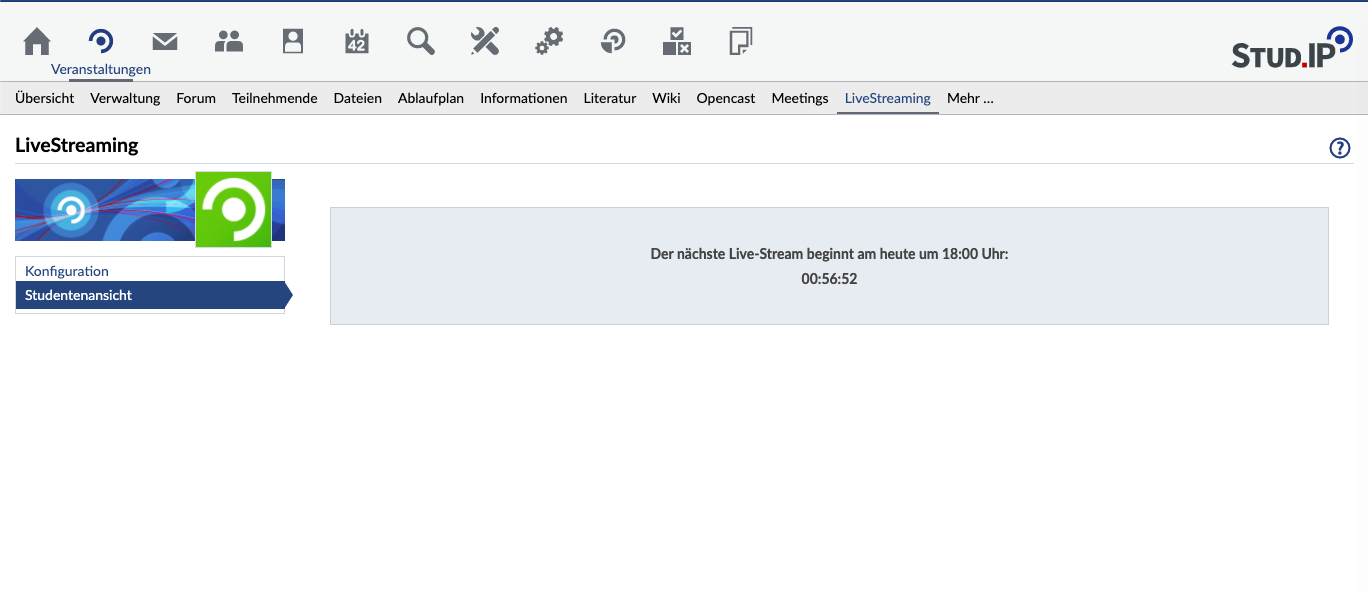 42
Veranstaltungen
STUD.IP
Übersicht Verwaltung Forum Teilnehmende Dateien Ablaufplan Informationen Literatur Wiki Opencast Meetings LiveStreaming Mehr ...
LiveStreaming
?
Konfiguration
Studentenansicht
Der nächste Live-Stream beginnt am heute um 18:00 Uhr:
00:56:52